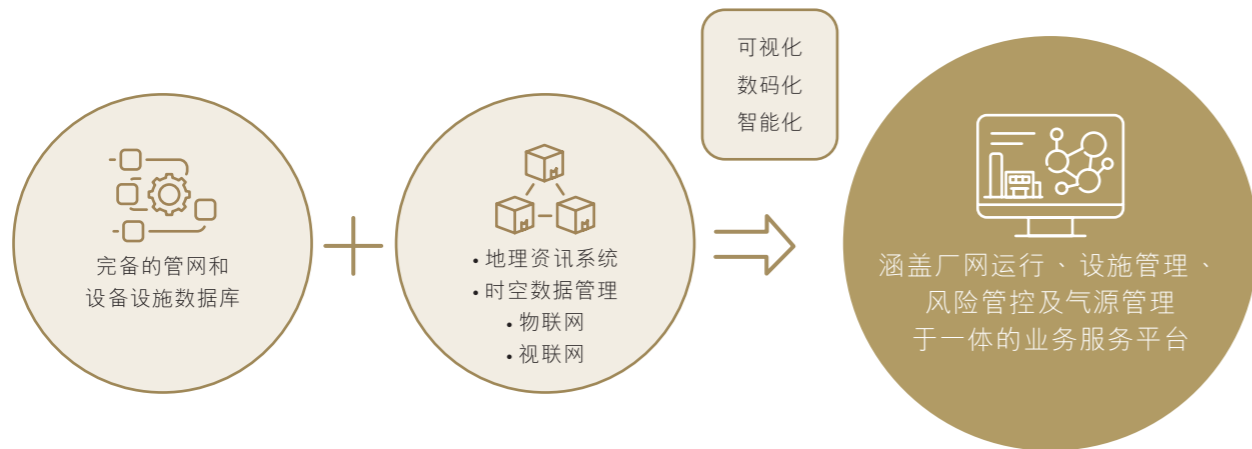 完备的管网和
设备设施数据库
• 地理资讯系统
• 时空数据管理
• 物联网
• 视联网
可视化
数码化
智能化
涵盖厂网运行、设施管理、
风险管控及气源管理
于一体的业务服务平台